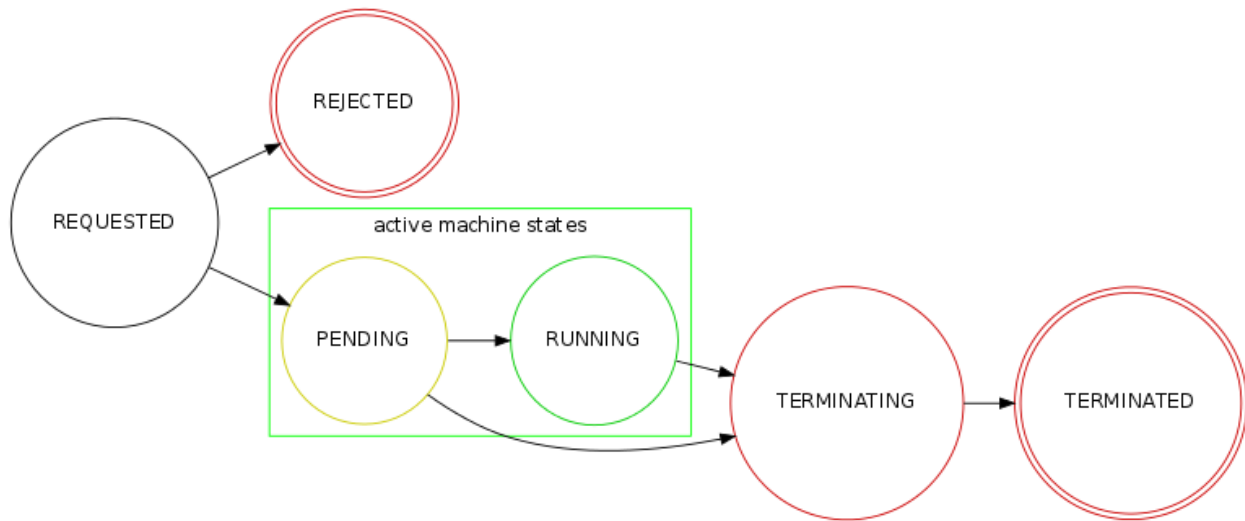 REJECTED
REQUESTED
active machine states
PENDING
RUNNING
TERMINATING
TERMINATED